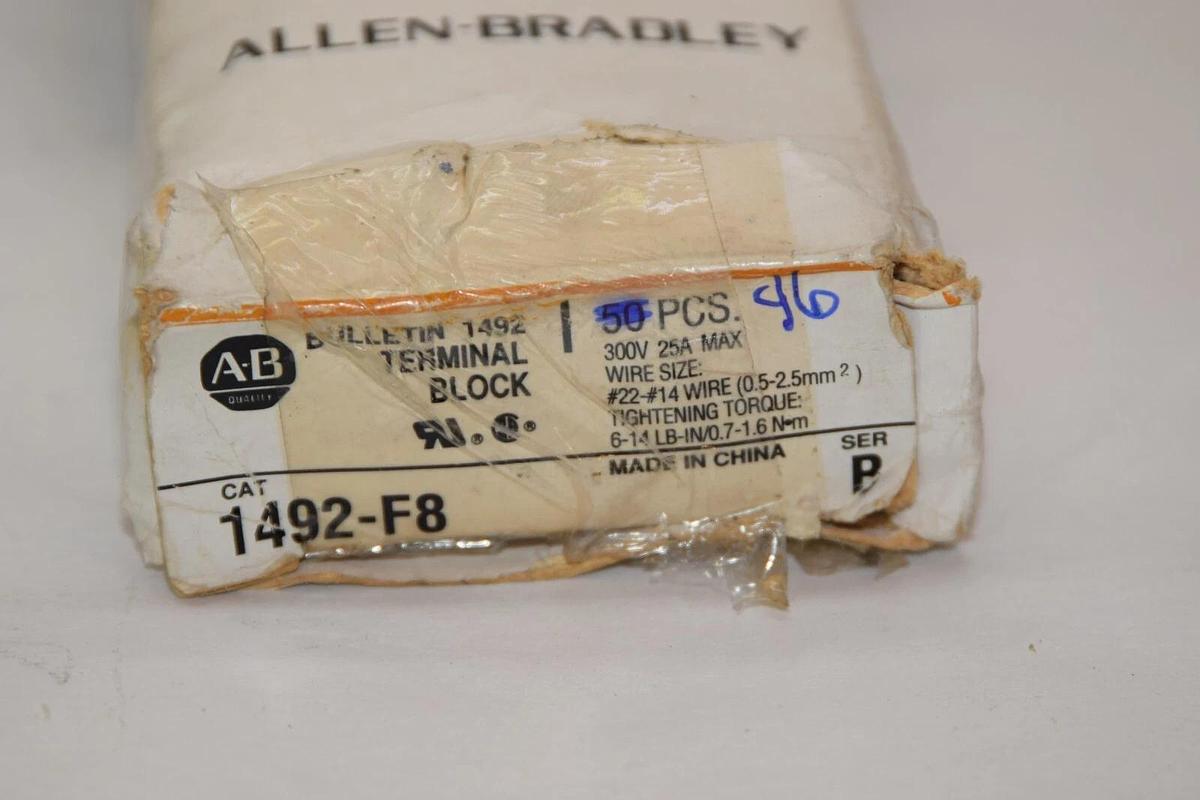 ALLEN-BRADLEY
A-B
QUALITY
BULLETIN 1492
TERMINAL
BLOCK
50 PCS. 46
300V 25A MAX
WIRE SIZE:
#22-#14 WIRE (0.5-2.5mm²)
TIGHTENING TORQUE:
6-14 LB-IN/0.7-1.6 N•m
MADE IN CHINA
CAT
1492-F8
SER